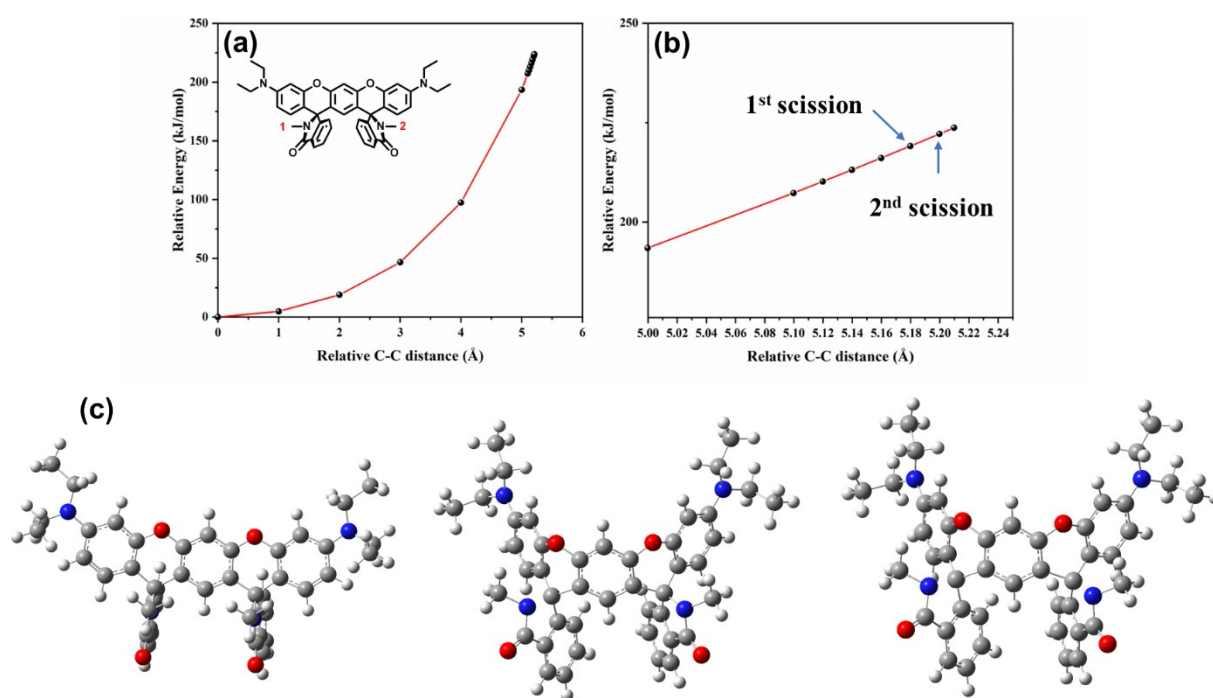 (a)
250
200
150
100
50
0
Relative Energy (kJ/mol)
0 1 2 3 4 5 6
Relative C-C distance (Å)
N O O N
1 N N 2
O O
(b)
250
200
Relative Energy (kJ/mol)
1st scission
2nd scission
5.00 5.02 5.04 5.06 5.08 5.10 5.12 5.14 5.16 5.18 5.20 5.22 5.24
Relative C-C distance (Å)
(c)